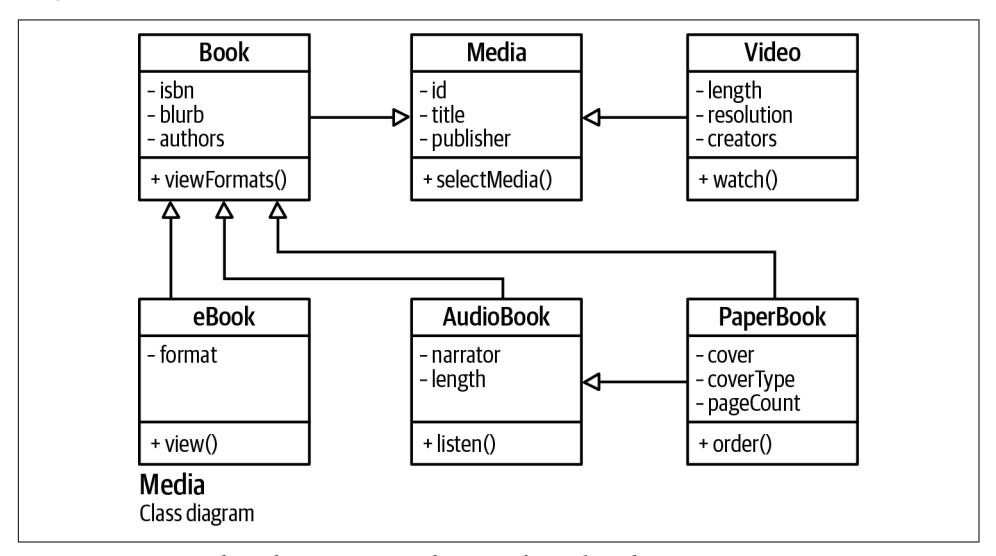 Book
- isbn
- blurb
- authors
+ viewFormats()
Media
- id
- title
- publisher
+ selectMedia()
Video
- length
- resolution
- creators
+ watch()
eBook
- format
+ view()
AudioBook
- narrator
- length
+ listen()
PaperBook
- cover
- coverType
- pageCount
+ order()
Media
Class diagram